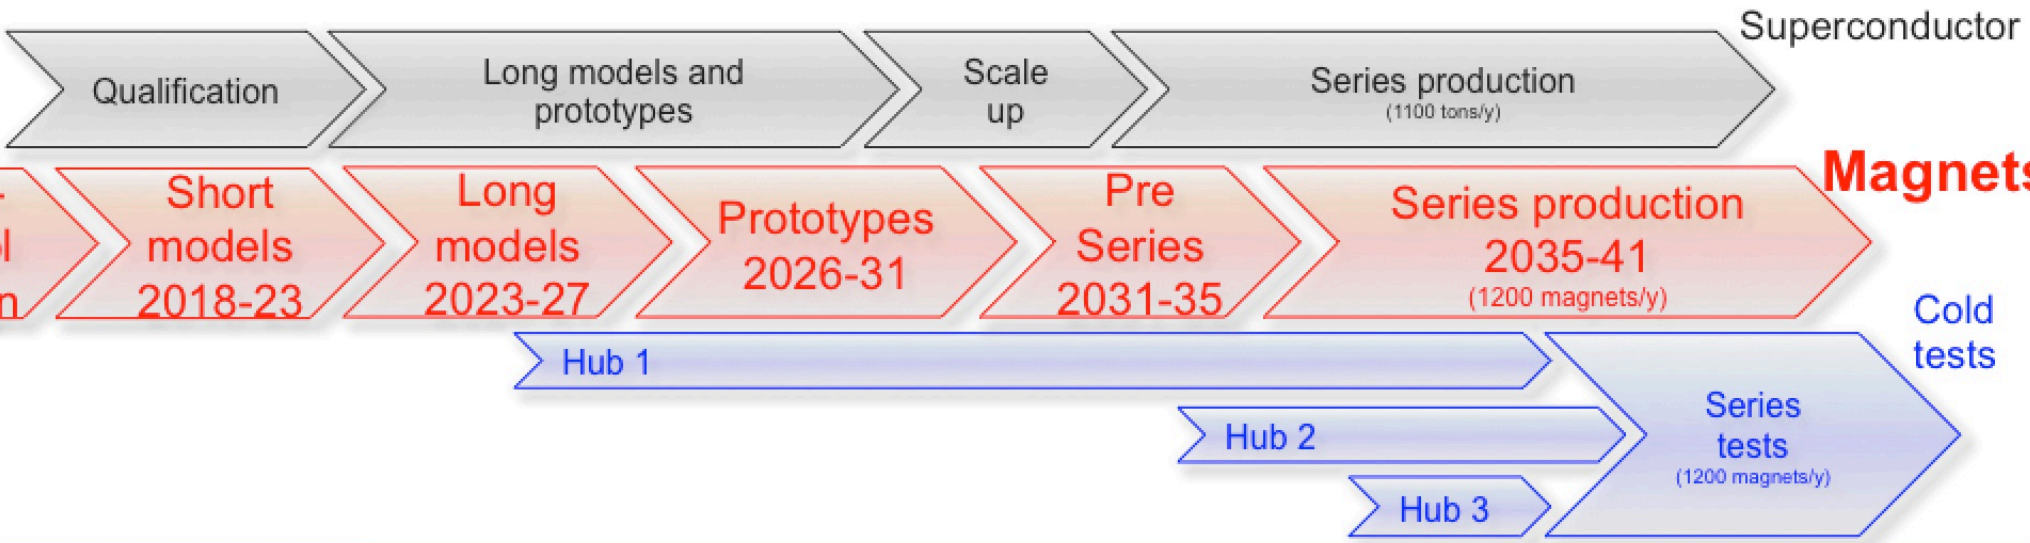 Superconductor
Qualification
Long models and
prototypes
Scale
up
Series production
(1100 tons/y)
Magnets
Short
models
2018-23
Long
models
2023-27
Prototypes
2026-31
Pre
Series
2031-35
Series production
2035-41
(1200 magnets/y)
Cold
tests
Hub 1
Hub 2
Hub 3
Series
tests
(1200 magnets/y)